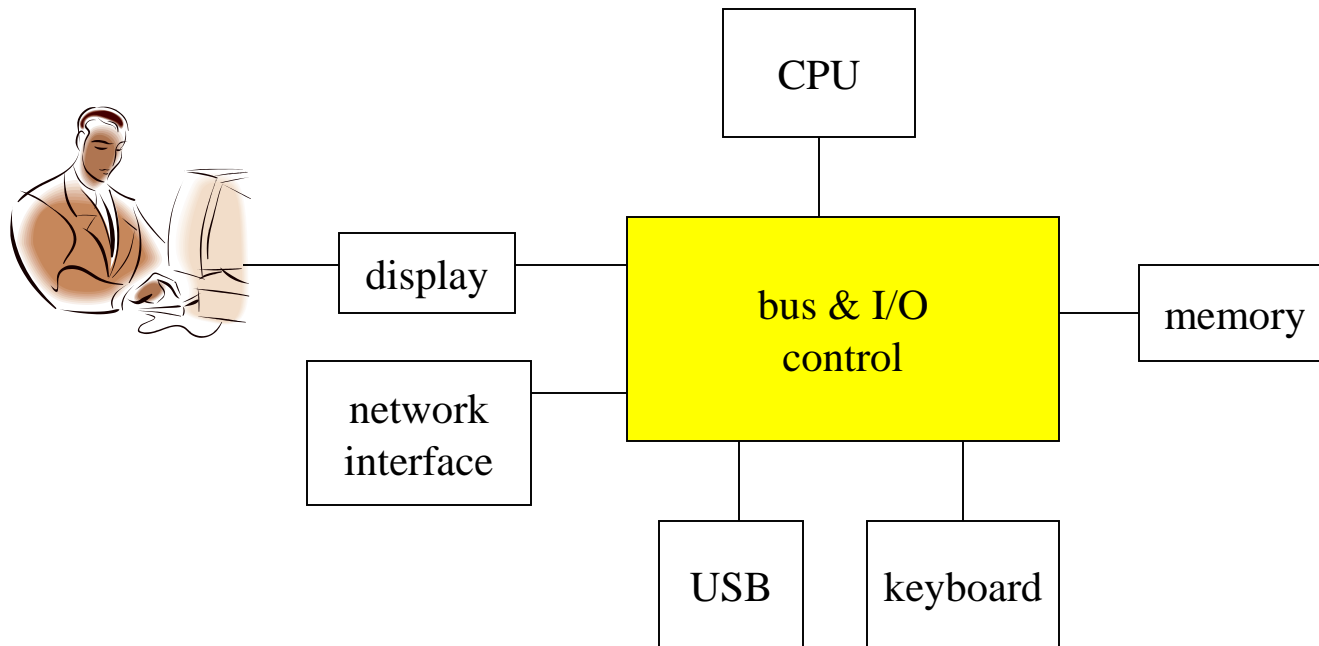 CPU
display
bus & I/O
control
memory
network
interface
USB
keyboard